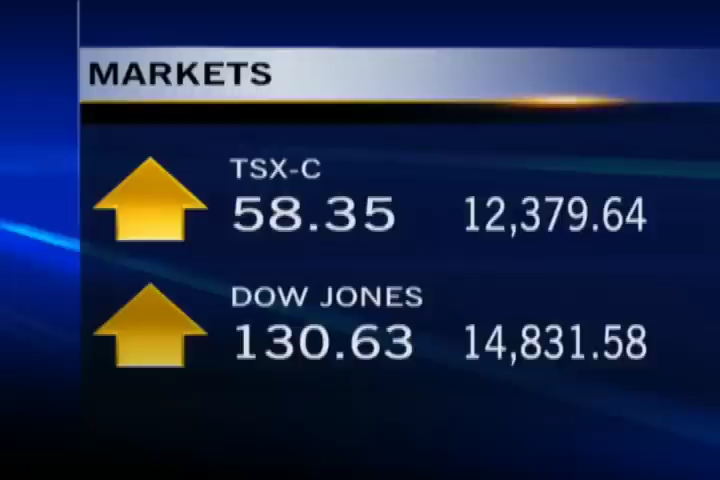 MARKETS
TSX-C
58.35 12,379.64
DOW JONES
130.63 14,831.58